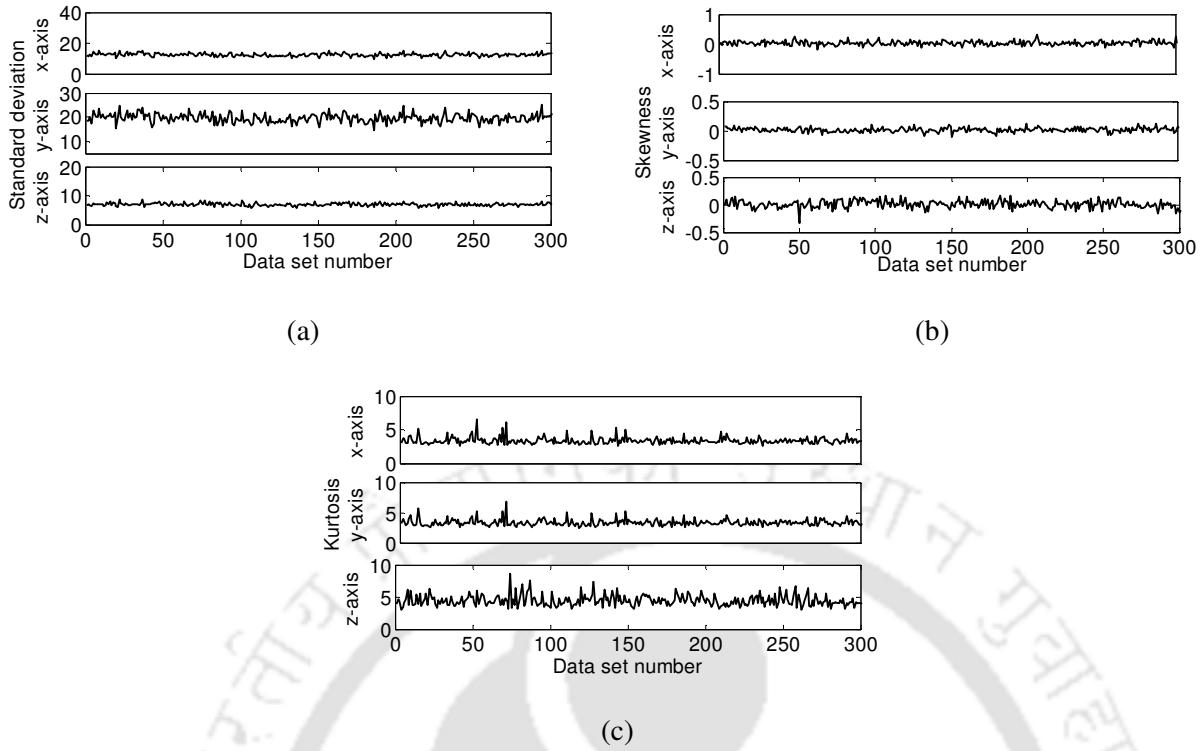 Standard deviation
x-axis
40
20
0
y-axis
30
20
10
z-axis
20
10
0
0 50 100 150 200 250 300
Data set number
(a)
Skewness
x-axis
1
0
-1
y-axis
0.5
0
-0.5
z-axis
0.5
0
-0.5
0 50 100 150 200 250 300
Data set number
(b)
Kurtosis
x-axis
10
5
0
y-axis
10
5
0
z-axis
10
5
0
0 50 100 150 200 250 300
Data set number
(c)